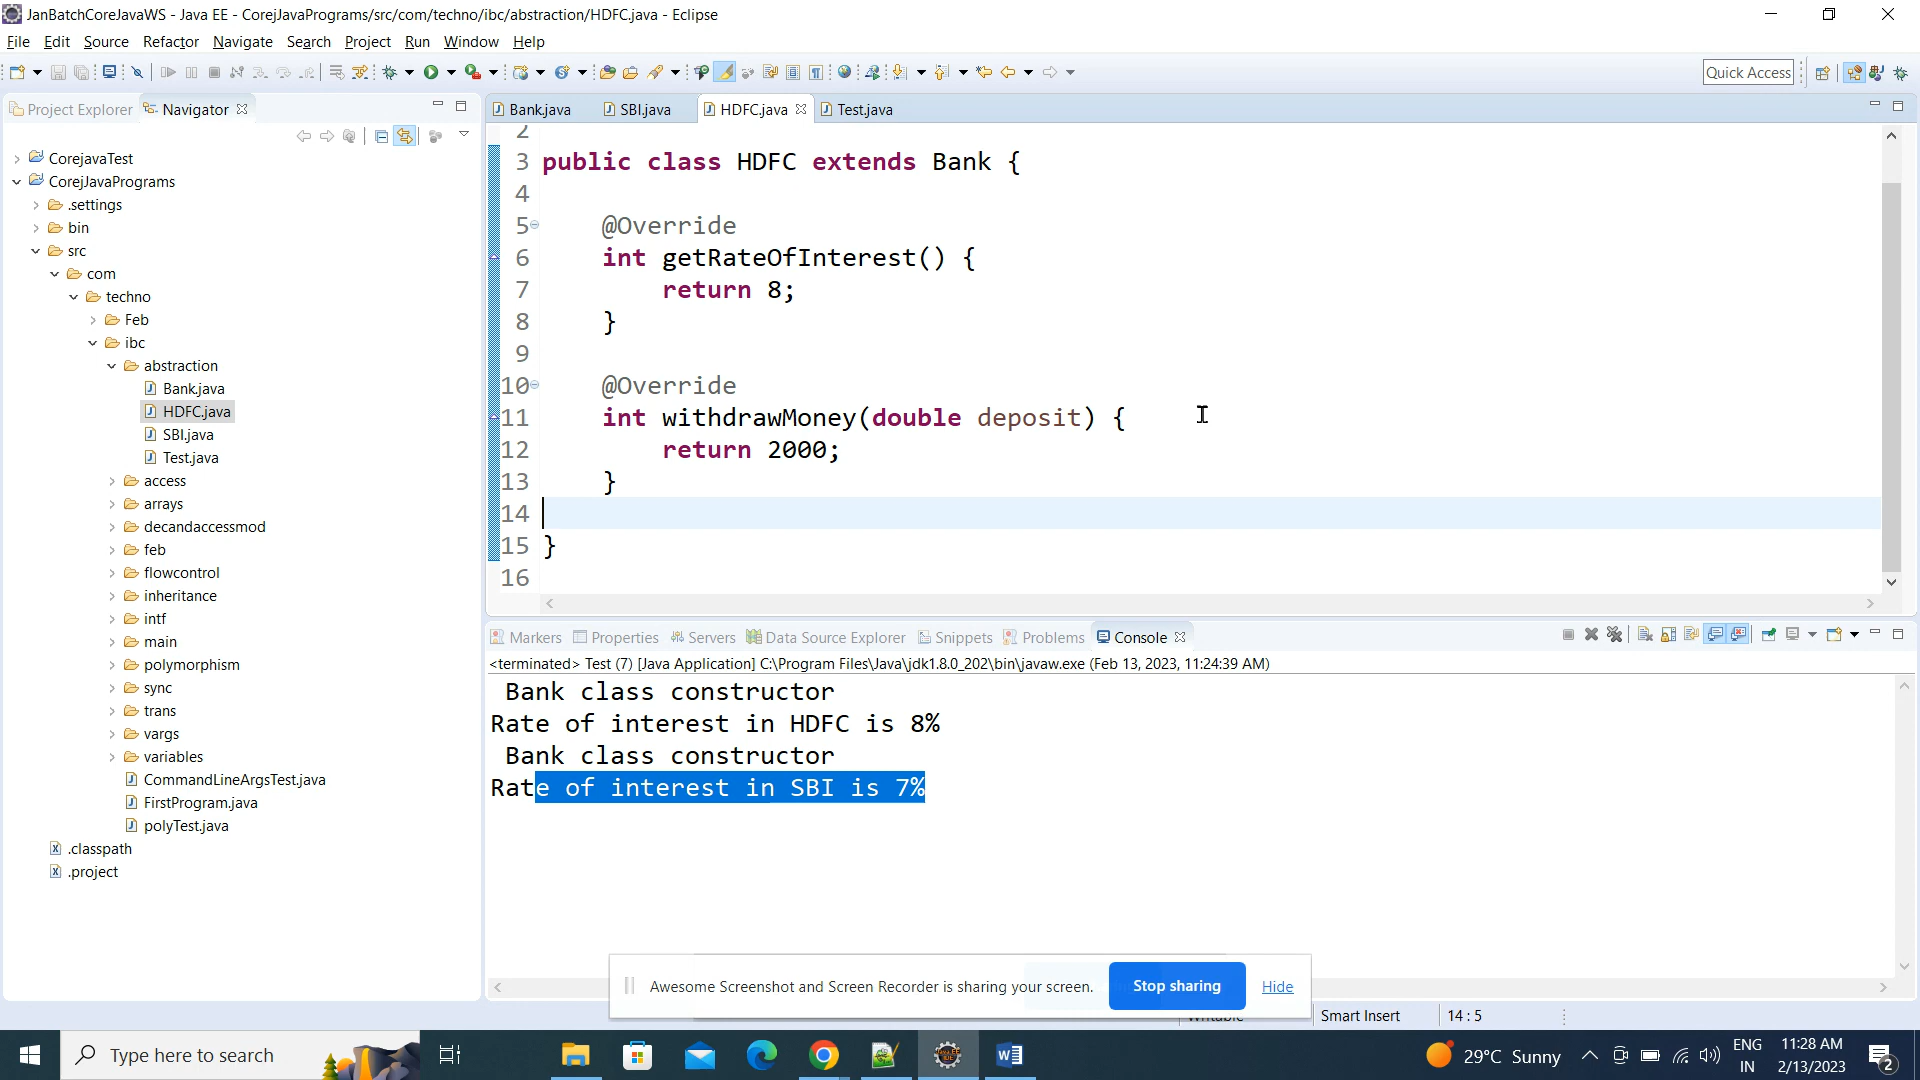 JanBatchCoreJavaWS - Java EE - CorejJavaPrograms/src/com/techno/ibc/abstraction/HDFC.java - Eclipse
File Edit Source Refactor Navigate Search Project Run Window Help
Quick Access
Project Explorer Navigator
CorejavaTest
CorejJavaPrograms
.settings
bin
src
com
techno
Feb
ibc
abstraction
Bank.java
HDFC.java
SBI.java
Test.java
access
arrays
decandaccessmod
feb
flowcontrol
inheritance
intf
main
polymorphism
sync
trans
vargs
variables
CommandLineArgsTest.java
FirstProgram.java
polyTest.java
.classpath
.project
Bank.java SBI.java HDFC.java Test.java
2
3 public class HDFC extends Bank {
4
5 @Override
6 int getRateOfInterest() {
7 return 8;
8 }
9
10 @Override
11 int withdrawMoney(double deposit) {
12 return 2000;
13 }
14
15 }
16
Markers Properties Servers Data Source Explorer Snippets Problems Console
<terminated> Test (7) [Java Application] C:\Program Files\Java\jdk1.8.0_202\bin\javaw.exe (Feb 13, 2023, 11:24:39 AM)
Bank class constructor
Rate of interest in HDFC is 8%
Bank class constructor
Rate of interest in SBI is 7%
Awesome Screenshot and Screen Recorder is sharing your screen. Stop sharing Hide
Smart Insert 14 : 5
Type here to search
29°C Sunny
ENG
IN
11:28 AM
2/13/2023
2